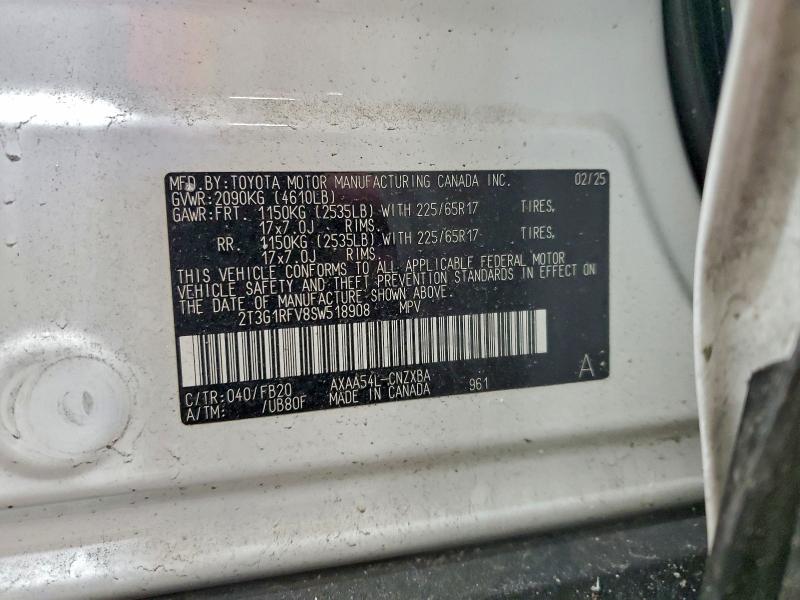 MFD.BY:TOYOTA MOTOR MANUFACTURING CANADA INC. 02/25
GVWR:2090KG (4610LB)
GAWR:FRT. 1150KG (2535LB) WITH 225/65R17 TIRES,
17x7.0J RIMS.
RR. 1150KG (2535LB) WITH 225/65R17 TIRES,
17x7.0J RIMS.
THIS VEHICLE CONFORMS TO ALL APPLICABLE FEDERAL MOTOR
VEHICLE SAFETY AND THEFT PREVENTION STANDARDS IN EFFECT ON
THE DATE OF MANUFACTURE SHOWN ABOVE.
2T3G1RFV8SW518908 MPV
C/TR:040/FB20 AXAA54L-CNZXBA 961 A
A/TM: /UB80F MADE IN CANADA